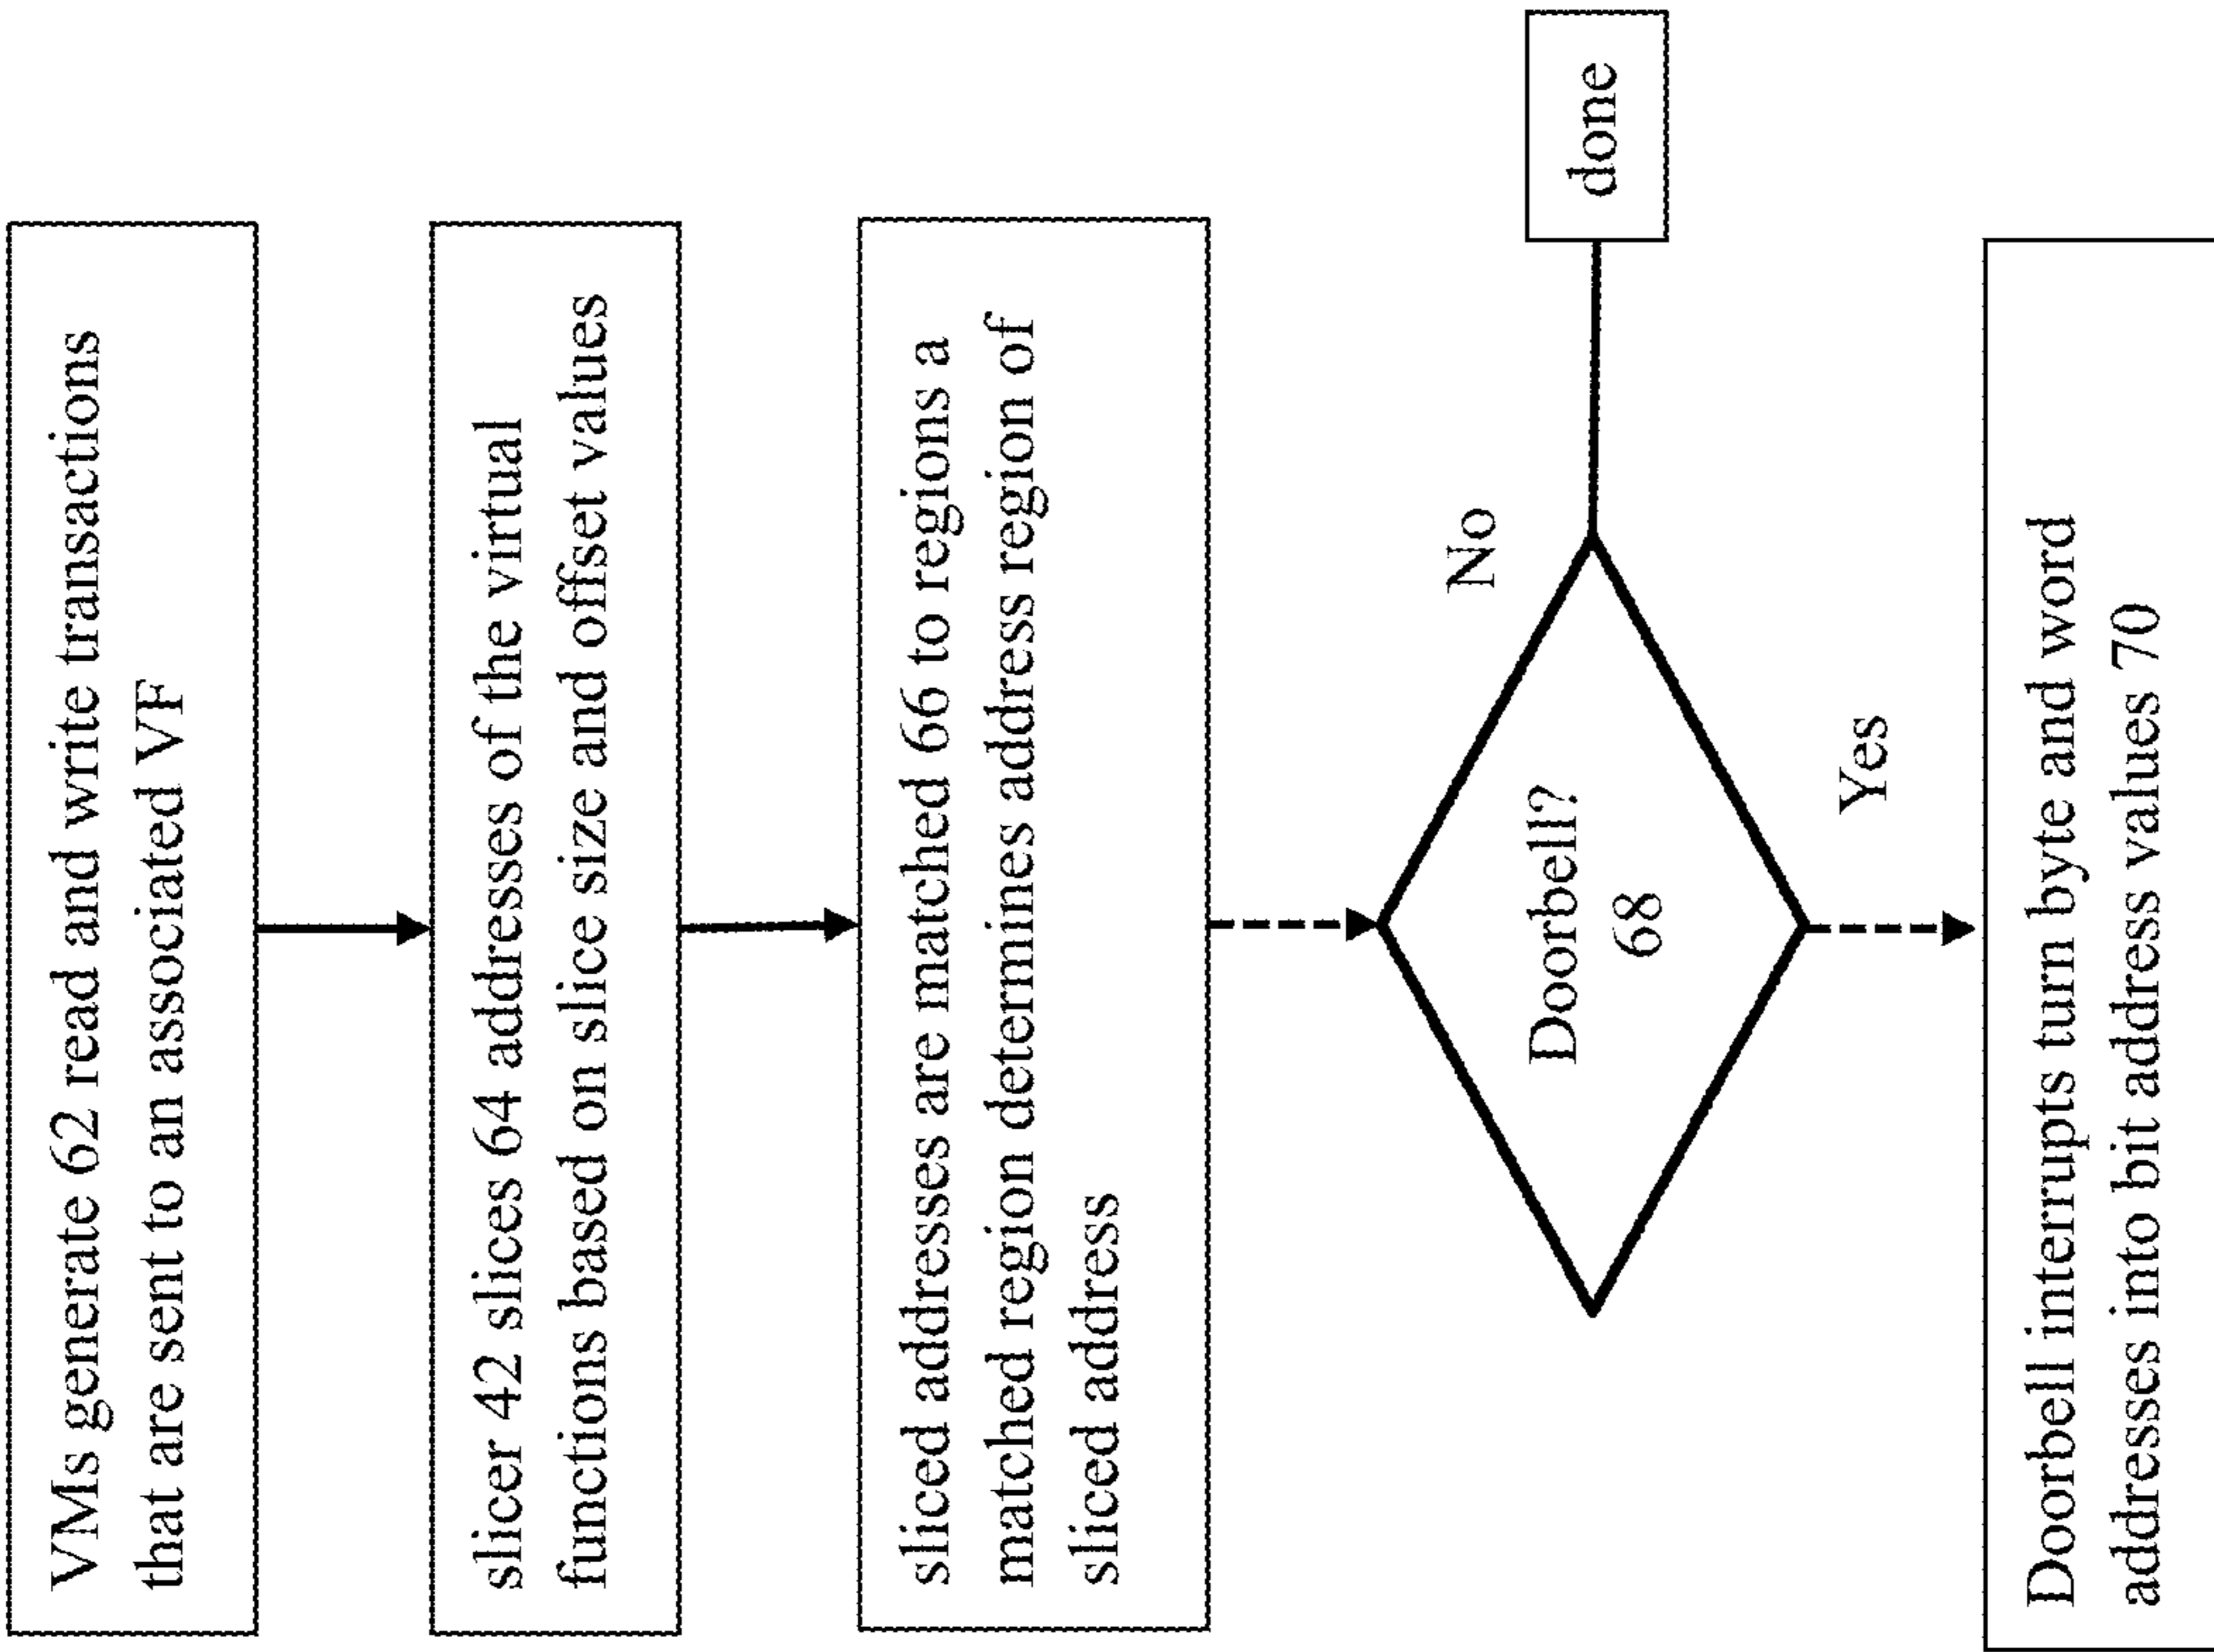 VMs generate 62 read and write transactions
that are sent to an associated VF
slicer 42 slices 64 addresses of the virtual
functions based on slice size and offset values
sliced addresses are matched 66 to regions a
matched region determines address region of
sliced address
Doorbell?
68
No
done
Yes
Doorbell interrupts turn byte and word
addresses into bit address values 70